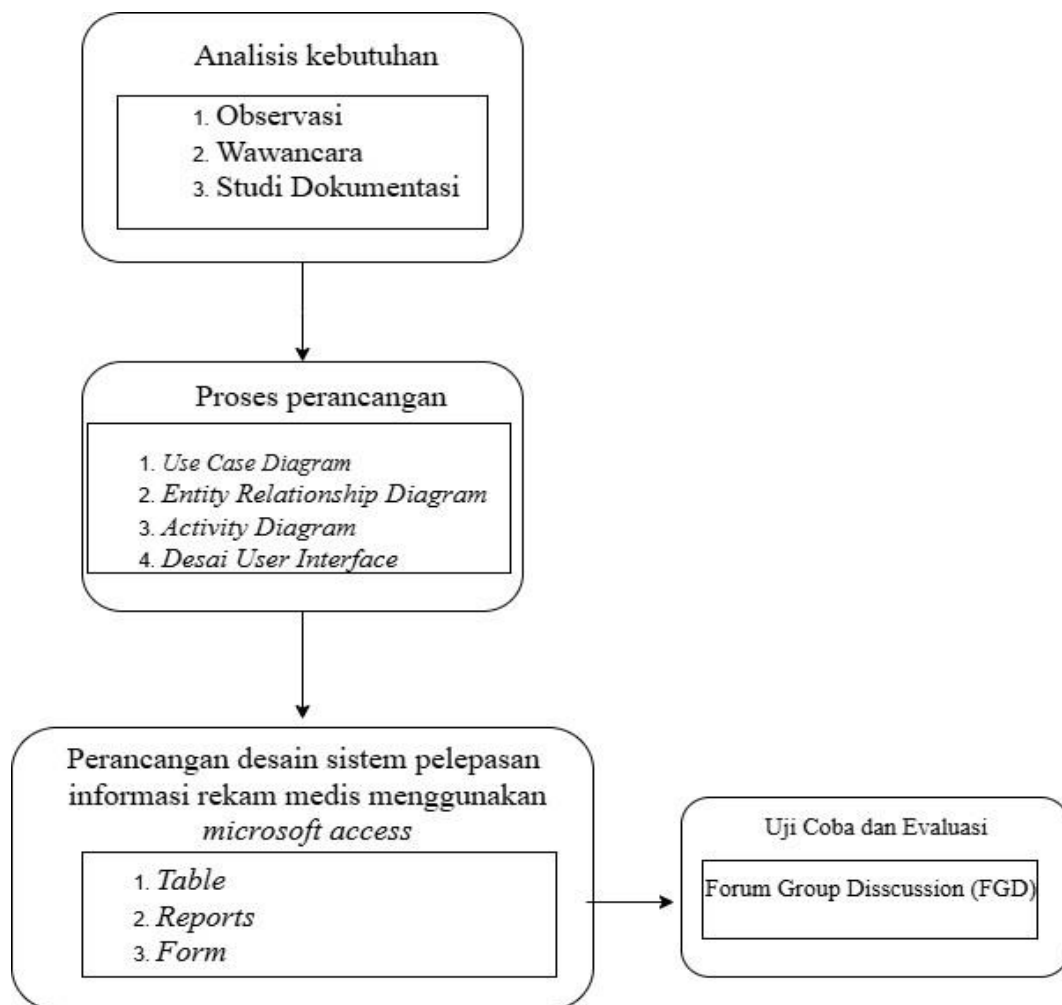 Analisis kebutuhan
1. Observasi
2. Wawancara
3. Studi Dokumentasi
Proses perancangan
1. Use Case Diagram
2. Entity Relationship Diagram
3. Activity Diagram
4. Desai User Interface
Perancangan desain sistem pelepasan
informasi rekam medis menggunakan
microsoft access
1. Table
2. Reports
3. Form
Uji Coba dan Evaluasi
Forum Group Disscussion (FGD)